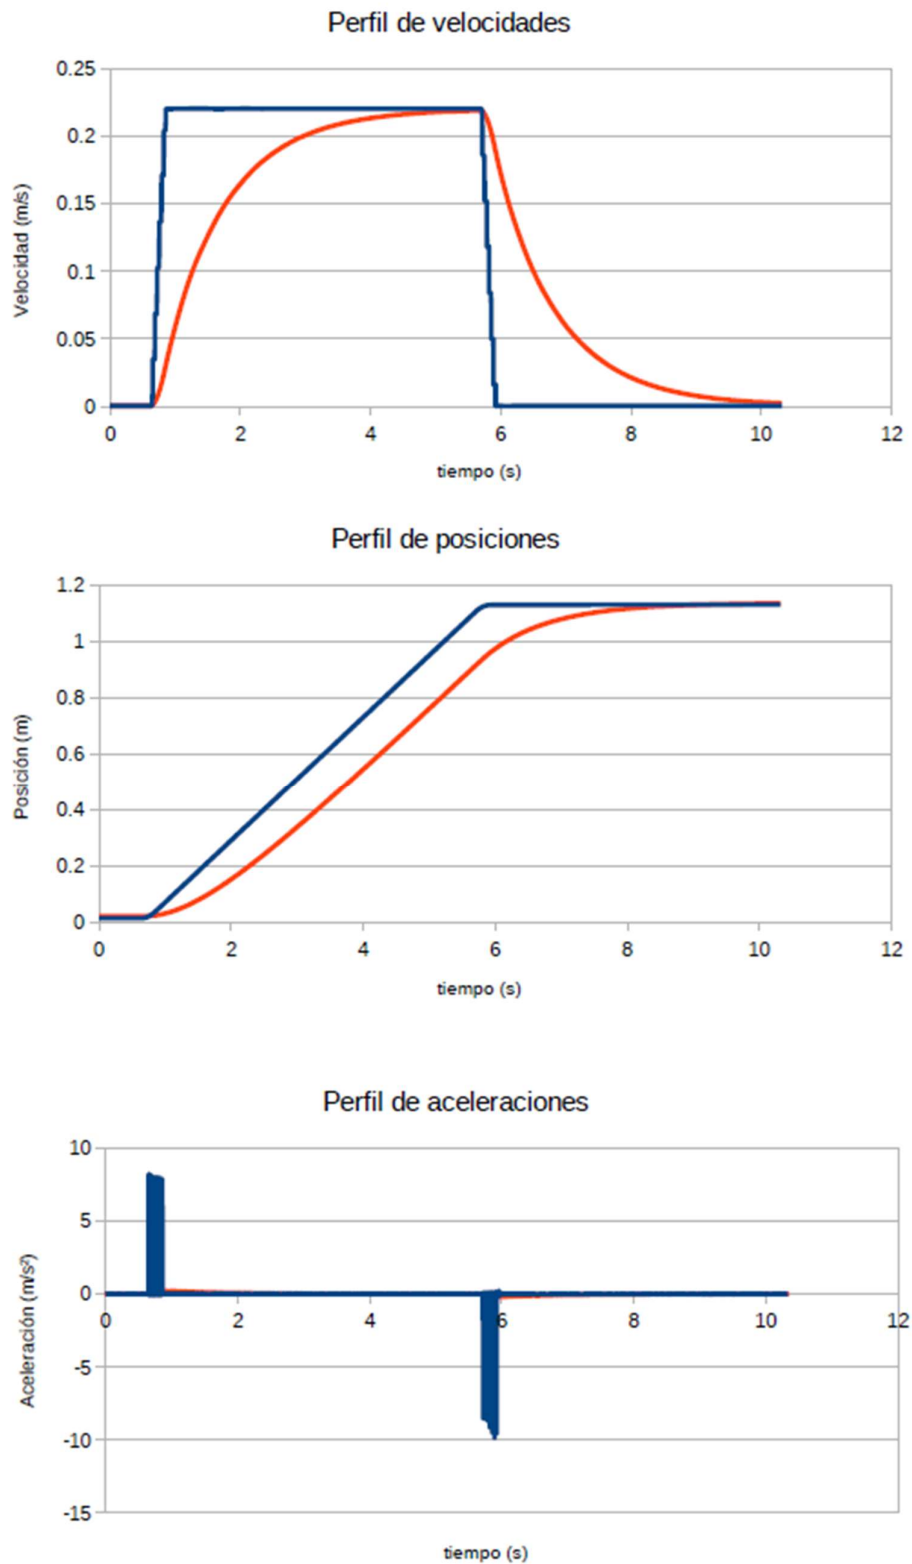 Perfil de velocidades
0.25
0.2
0.15
0.1
0.05
0
Velocidad (m/s)
0 2 4 6 8 10 12
tiempo (s)
Perfil de posiciones
1.2
1
0.8
0.6
0.4
0.2
0
Posición (m)
0 2 4 6 8 10 12
tiempo (s)
Perfil de aceleraciones
10
5
0
-5
-10
-15
Aceleración (m/s²)
0 2 4 6 8 10 12
tiempo (s)